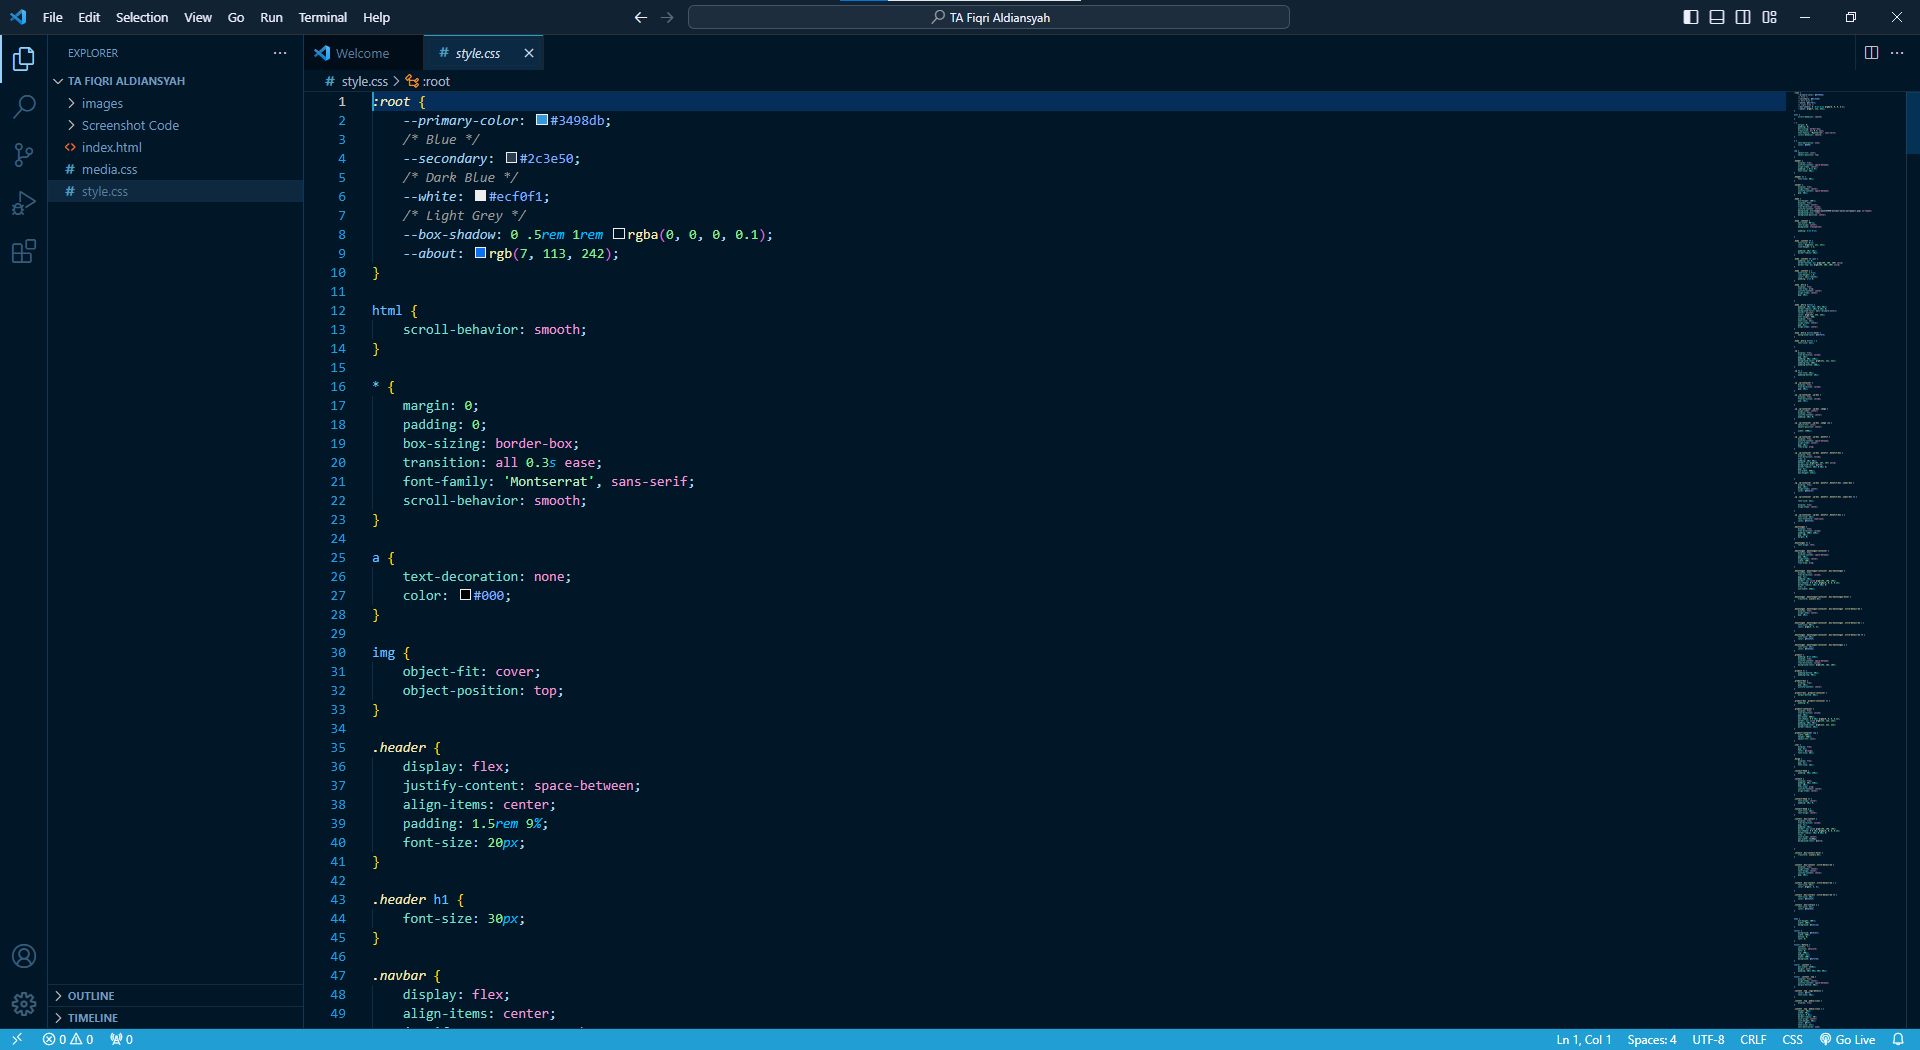 File Edit Selection View Go Run Terminal Help
TA Fiqri Aldiansyah
EXPLORER
TA FIQRI ALDIANSYAH
images
Screenshot Code
index.html
# media.css
# style.css
OUTLINE
TIMELINE
Welcome
# style.css
# style.css > :root
1 :root {
2 --primary-color: #3498db;
3 /* Blue */
4 --secondary: #2c3e50;
5 /* Dark Blue */
6 --white: #ecf0f1;
7 /* Light Grey */
8 --box-shadow: 0 .5rem 1rem rgba(0, 0, 0, 0.1);
9 --about: rgb(7, 113, 242);
10 }
11
12 html {
13 scroll-behavior: smooth;
14 }
15
16 * {
17 margin: 0;
18 padding: 0;
19 box-sizing: border-box;
20 transition: all 0.3s ease;
21 font-family: 'Montserrat', sans-serif;
22 scroll-behavior: smooth;
23 }
24
25 a {
26 text-decoration: none;
27 color: #000;
28 }
29
30 img {
31 object-fit: cover;
32 object-position: top;
33 }
34
35 .header {
36 display: flex;
37 justify-content: space-between;
38 align-items: center;
39 padding: 1.5rem 9%;
40 font-size: 20px;
41 }
42
43 .header h1 {
44 font-size: 30px;
45 }
46
47 .navbar {
48 display: flex;
49 align-items: center;
0 0 0
Ln 1, Col 1 Spaces: 4 UTF-8 CRLF CSS Go Live